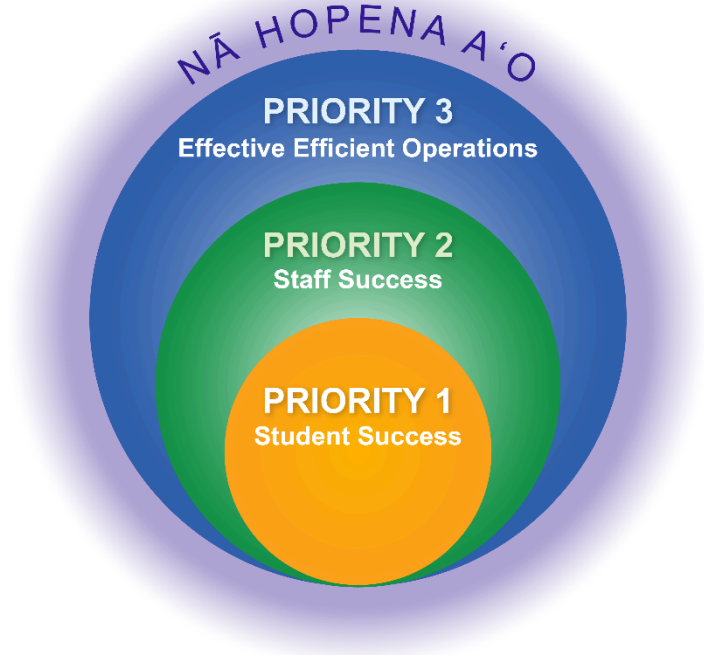 NĀ HOPENA A‘O
PRIORITY 3
Effective Efficient Operations
PRIORITY 2
Staff Success
PRIORITY 1
Student Success